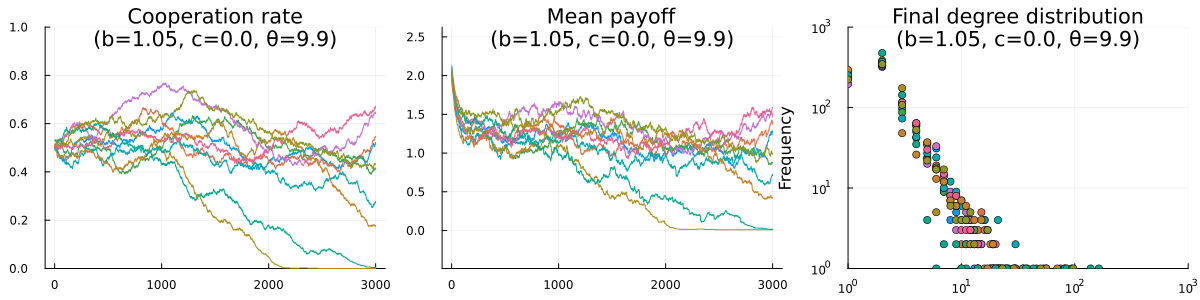 Cooperation rate
(b=1.05, c=0.0, θ=9.9)
1.0
0.8
0.6
0.4
0.2
0.0
0 1000 2000 3000
Mean payoff
(b=1.05, c=0.0, θ=9.9)
2.5
2.0
1.5
1.0
0.5
0.0
0 1000 2000 3000
Final degree distribution
(b=1.05, c=0.0, θ=9.9)
Frequency
10³
10²
10¹
10⁰
10⁰ 10¹ 10² 10³